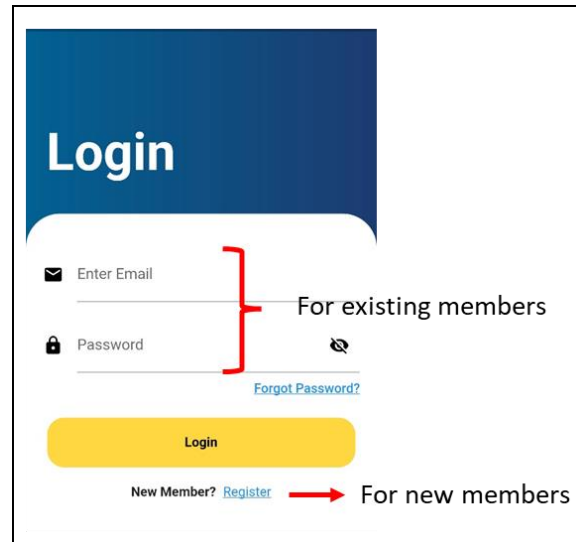 Login
Enter Email
For existing members
Password
Forgot Password?
Login
New Member? Register
For new members